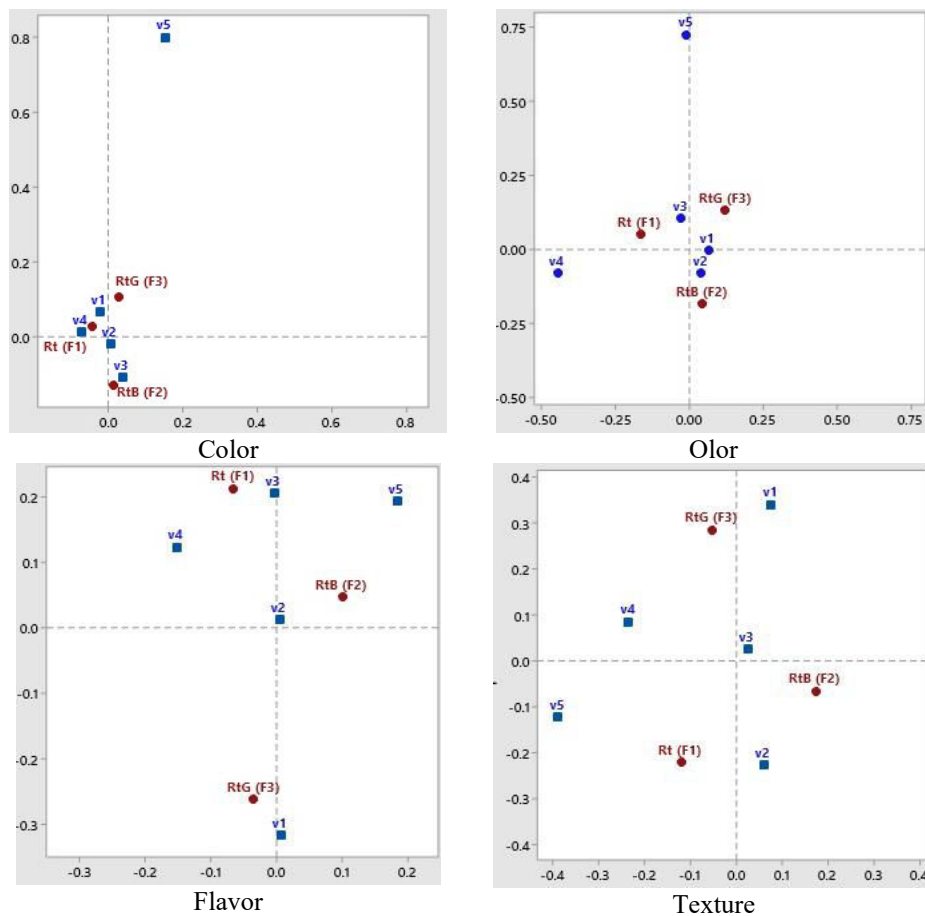 v5
0.8
0.6
0.4
0.2
RtG (F3)
v1
v4
v2
0.0
Rt (F1)
v3
RtB (F2)
0.0 0.2 0.4 0.6 0.8
Color
v5
0.75
0.50
0.25
RtG (F3)
v3
Rt (F1)
v1
0.00
v4
v2
RtB (F2)
-0.25
-0.50
-0.50 -0.25 0.00 0.25 0.50 0.75
Olor
Rt (F1)
v3
v5
0.2
v4
0.1
RtB (F2)
v2
0.0
-0.1
-0.2
RtG (F3)
v1
-0.3
-0.3 -0.2 -0.1 0.0 0.1 0.2
Flavor
0.4
v1
RtG (F3)
0.3
0.2
v4
0.1
v3
0.0
RtB (F2)
v5
-0.1
Rt (F1)
v2
-0.2
-0.3
-0.4
-0.4 -0.3 -0.2 -0.1 0.0 0.1 0.2 0.3 0.4
Texture